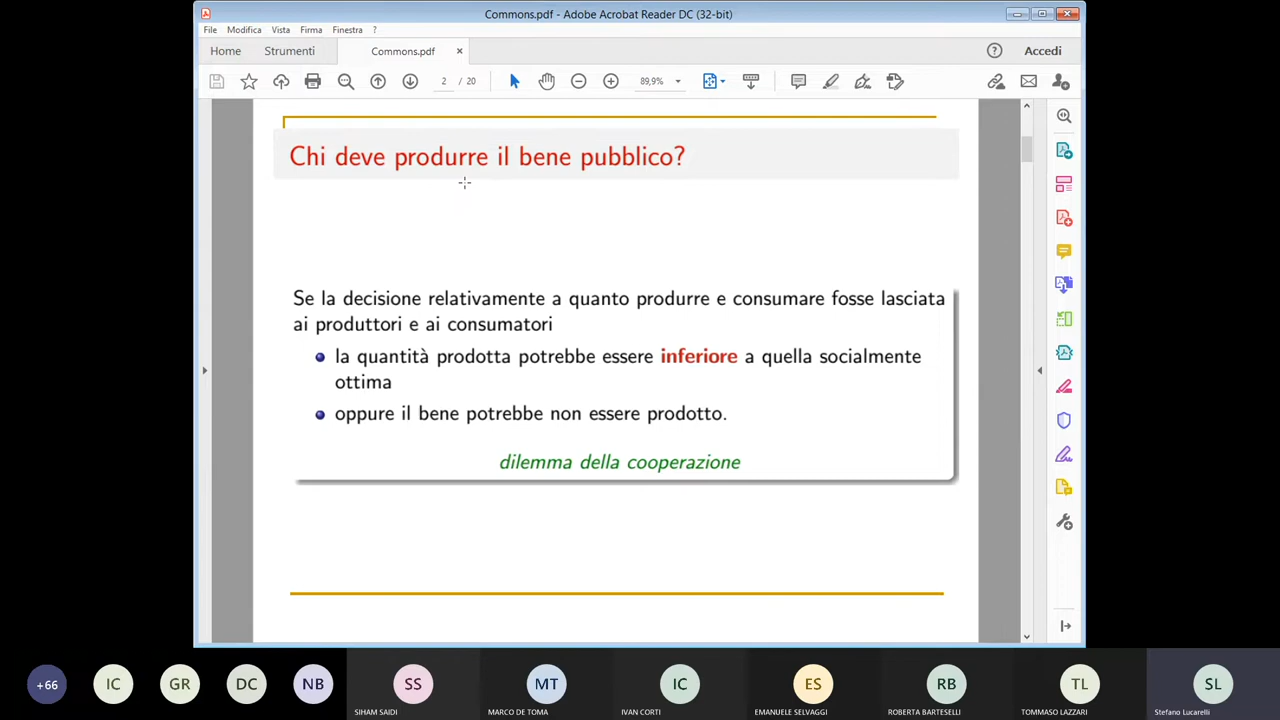 Commons.pdf - Adobe Acrobat Reader DC (32-bit)
File Modifica Vista Firma Finestra ?
Home Strumenti Commons.pdf × ? Accedi
2 / 20 89,9%
Chi deve produrre il bene pubblico?
Se la decisione relativamente a quanto produrre e consumare fosse lasciata
ai produttori e ai consumatori
la quantità prodotta potrebbe essere inferiore a quella socialmente
ottima
oppure il bene potrebbe non essere prodotto.
dilemma della cooperazione
+66 IC GR DC NB SS MT IC ES RB TL SL
SIHAM SAIDI MARCO DE TOMA IVAN CORTI EMANUELE SELVAGGI ROBERTA BARTESELLI TOMMASO LAZZARI Stefano Lucarelli